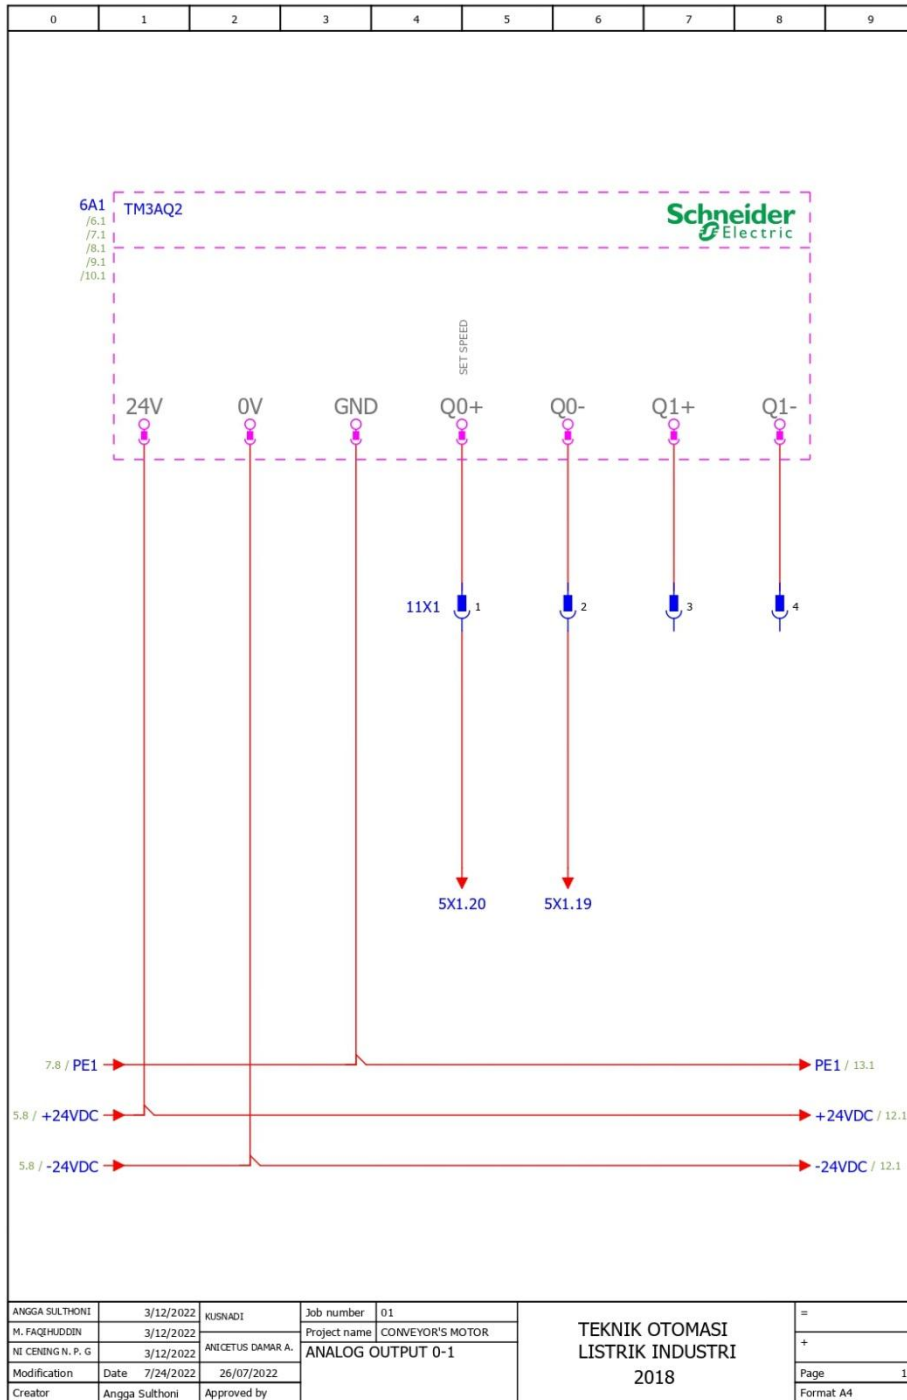 0 1 2 3 4 5 6 7 8 9
6A1
/6.1
/7.1
/8.1
/9.1
/10.1
TM3AQ2
Schneider
Electric
SET SPEED
24V 0V GND Q0+ Q0- Q1+ Q1-
11X1 1 2 3 4
5X1.20 5X1.19
7.8 / PE1 PE1 / 13.1
5.8 / +24VDC +24VDC / 12.1
5.8 / -24VDC -24VDC / 12.1
ANGGA SULTHONI 3/12/2022
M. FAQIHUDDIN 3/12/2022
NI CENING N. P. G 3/12/2022
Modification Date 7/24/2022
Creator Angga Sulthoni
KUSNADI
ANICETUS DAMAR A.
26/07/2022
Approved by
Job number 01
Project name CONVEYOR'S MOTOR
ANALOG OUTPUT 0-1
TEKNIK OTOMASI
LISTRIK INDUSTRI
2018
=
+
Page 1
Format A4